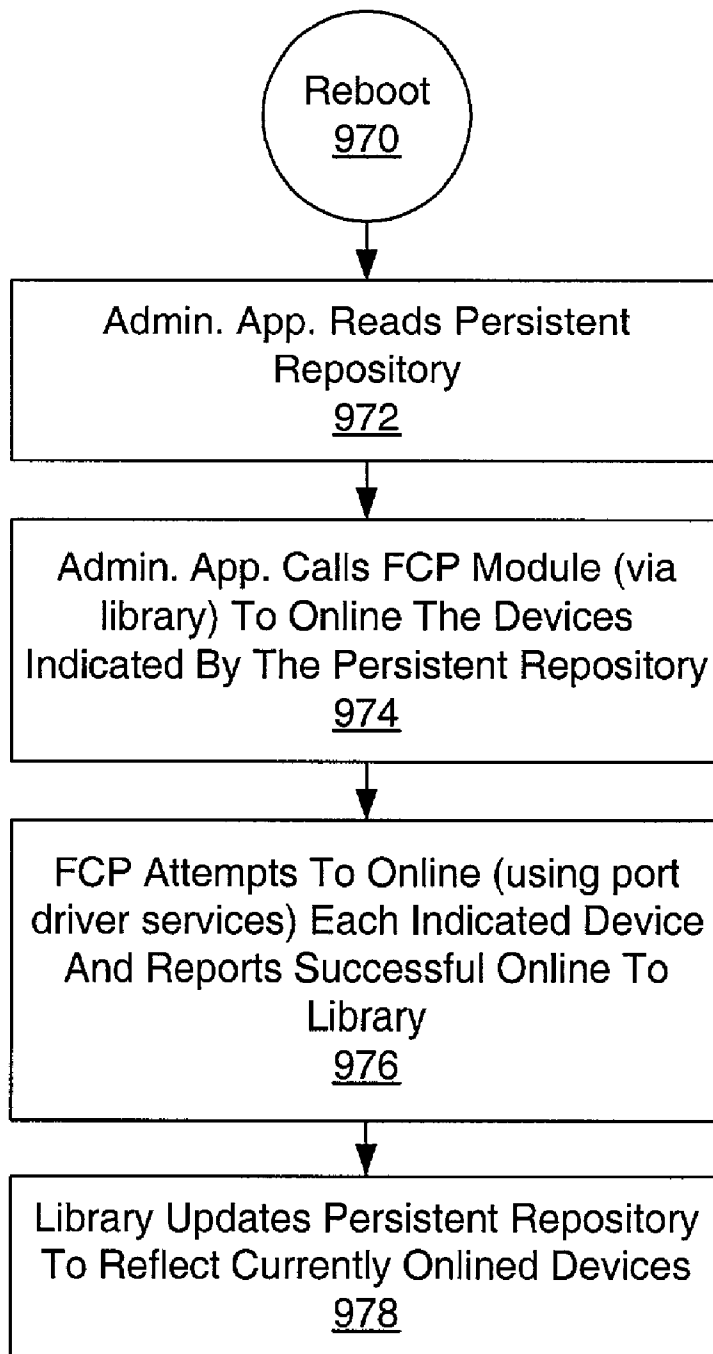 Reboot
970
Admin. App. Reads Persistent
Repository
972
Admin. App. Calls FCP Module (via
library) To Online The Devices
Indicated By The Persistent Repository
974
FCP Attempts To Online (using port
driver services) Each Indicated Device
And Reports Successful Online To
Library
976
Library Updates Persistent Repository
To Reflect Currently Onlined Devices
978